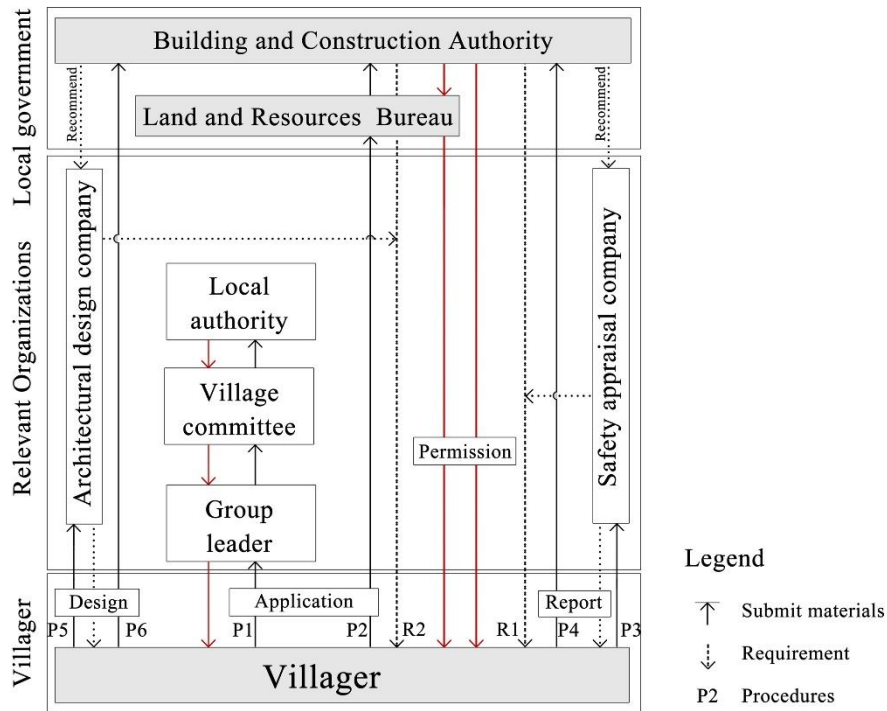 Local government
Building and Construction Authority
Recommend
Recommend
Land and Resources Bureau
Relevant Organizations
Architectural design company
Safety appraisal company
Local
authority
Village
committee
Permission
Group
leader
Legend
Submit materials
Requirement
P2 Procedures
Villager
Design
Application
Report
P5 P6 P1 P2 R2 R1 P4 P3
Villager